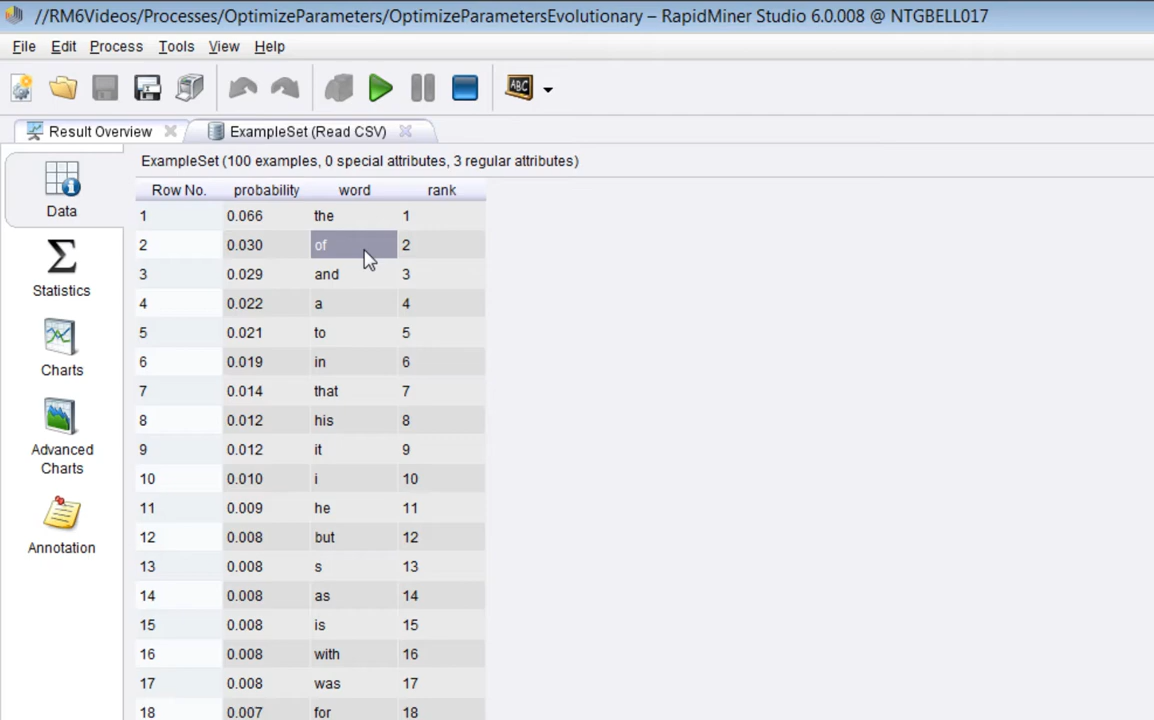 //RM6Videos/Processes/OptimizeParameters/OptimizeParametersEvolutionary – RapidMiner Studio 6.0.008 @ NTGBELL017
File Edit Process Tools View Help
ABC
Result Overview ExampleSet (Read CSV)
ExampleSet (100 examples, 0 special attributes, 3 regular attributes)
Data
Statistics
Charts
Advanced
Charts
Annotation
Row No. probability word rank
1 0.066 the 1
2 0.030 of 2
3 0.029 and 3
4 0.022 a 4
5 0.021 to 5
6 0.019 in 6
7 0.014 that 7
8 0.012 his 8
9 0.012 it 9
10 0.010 i 10
11 0.009 he 11
12 0.008 but 12
13 0.008 s 13
14 0.008 as 14
15 0.008 is 15
16 0.008 with 16
17 0.008 was 17
18 0.007 for 18